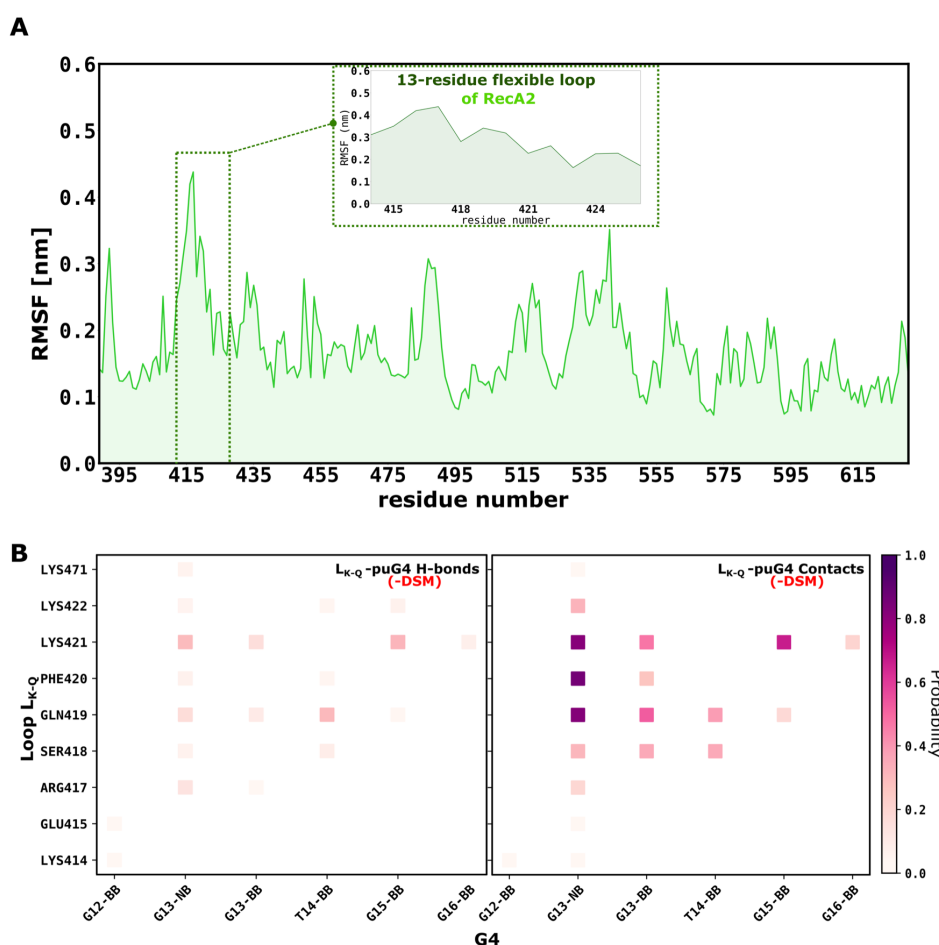 A
0.6
0.5
0.4
0.3
0.2
0.1
0.0
RMSF [nm]
395 415 435 455 475 495 515 535 555 575 595 615
residue number
13-residue flexible loop
of RecA2
0.6
0.5
0.4
0.3
0.2
0.1
0.0
RMSF (nm)
415 418 421 424
residue number
B
Loop L_K-Q
LYS471
LYS422
LYS421
PHE420
GLN419
SER418
ARG417
GLU415
LYS414
L_K-Q -puG4 H-bonds
(-DSM)
L_K-Q -puG4 Contacts
(-DSM)
G12-BB G13-NB G13-BB T14-BB G15-BB G16-BB
G12-BB G13-NB G13-BB T14-BB G15-BB G16-BB
G4
1.0
0.8
0.6
0.4
0.2
0.0
Probability